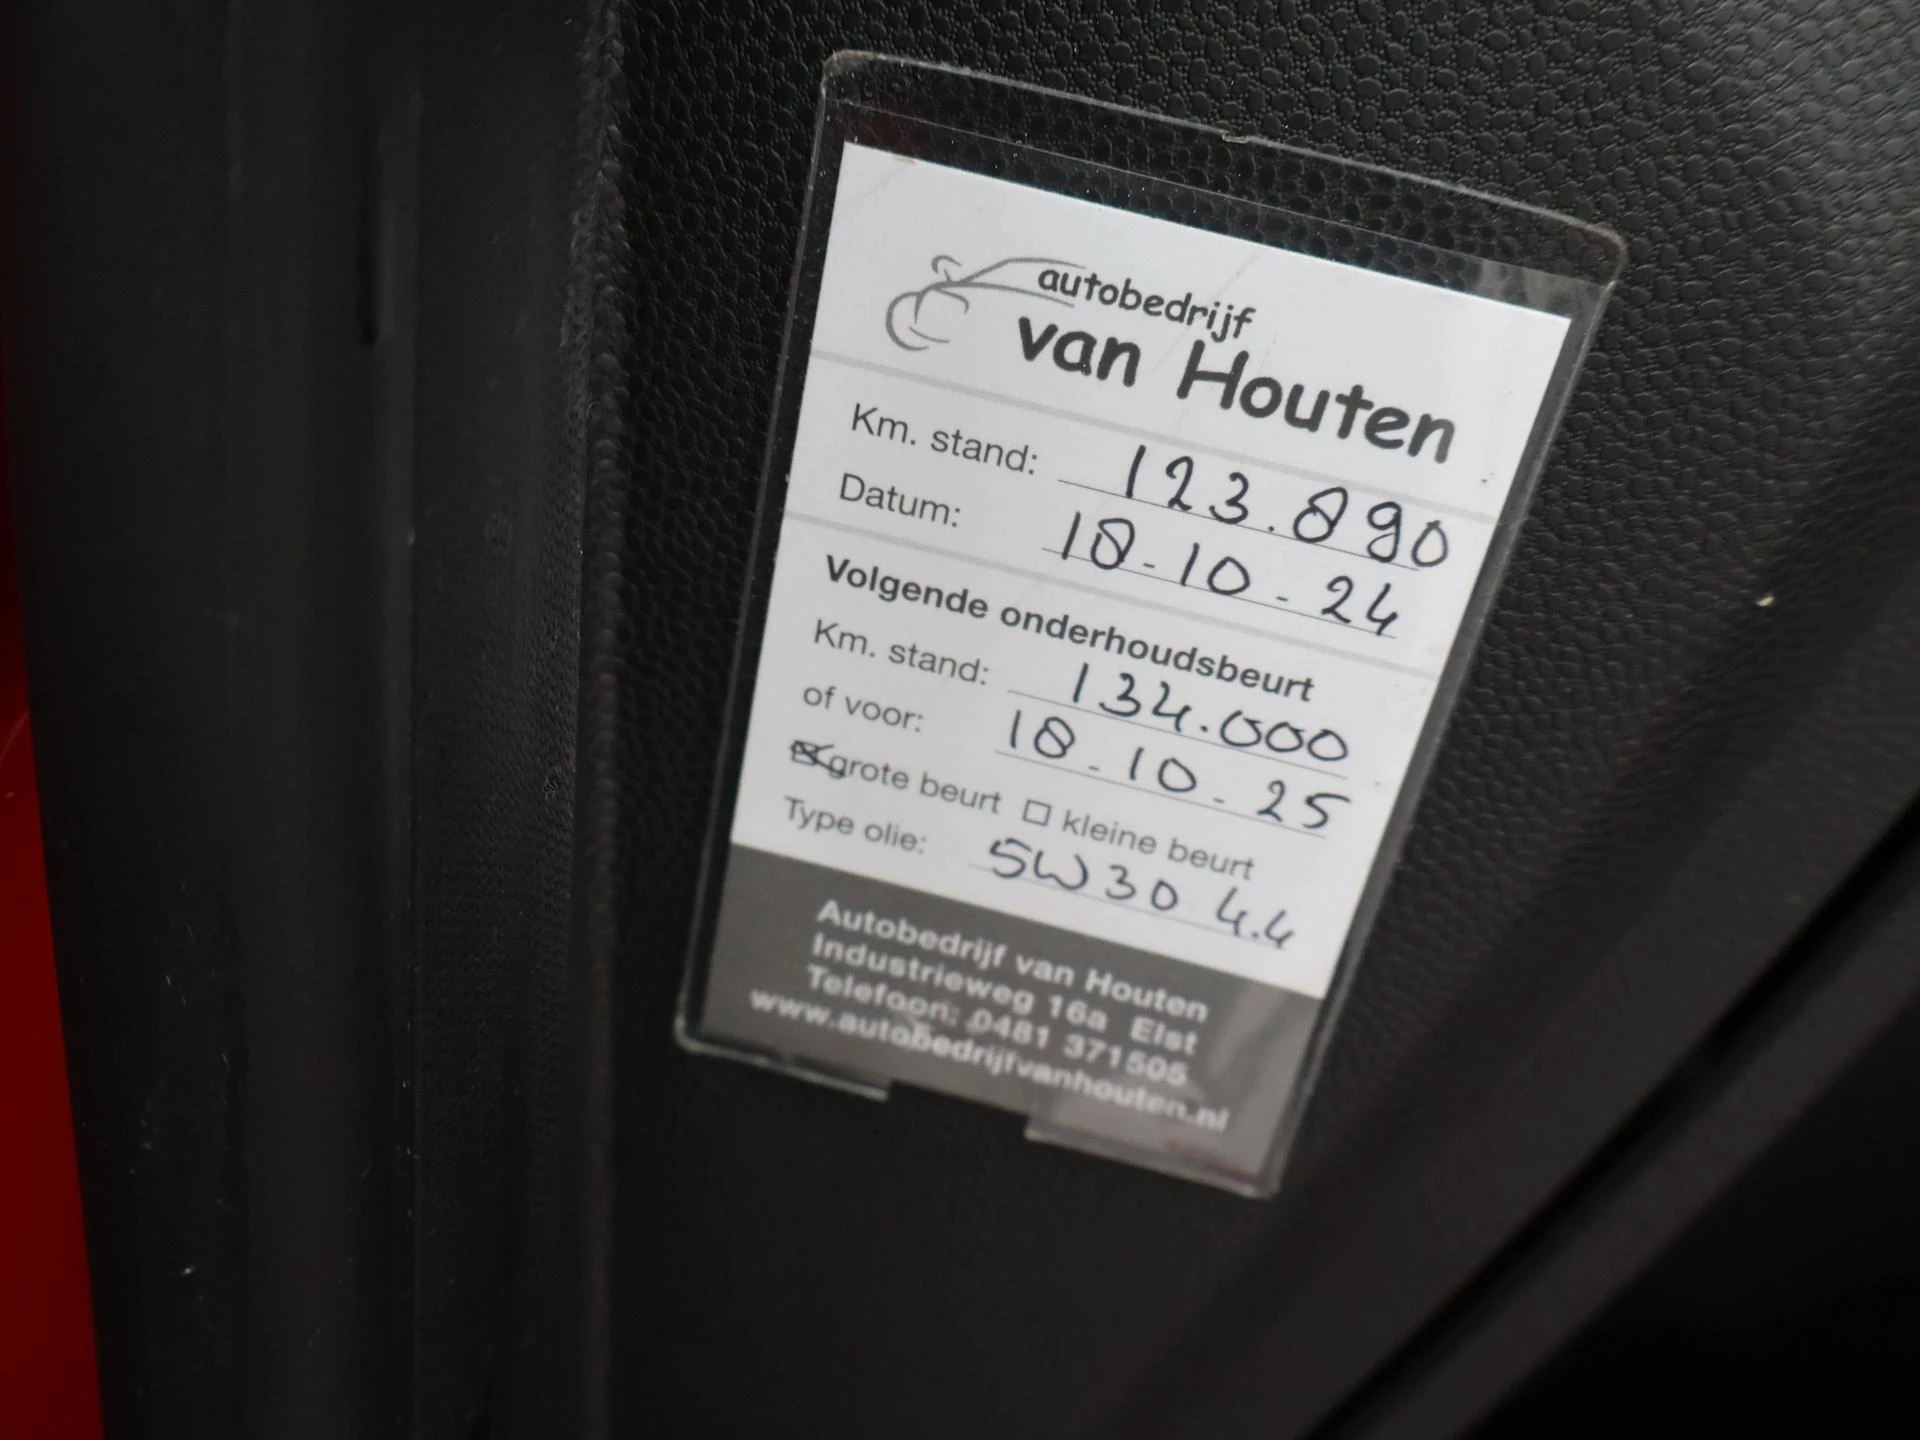 autobedrijf
van Houten
Km. stand: 123.890
Datum: 18-10-24
Volgende onderhoudsbeurt
Km. stand: 134.000
of voor: 18-10-25
☒ grote beurt ☐ kleine beurt
Type olie: 5W30 4.4
Autobedrijf van Houten
Industrieweg 16a Elst
Telefoon: 0481 371505
www.autobedrijfvanhouten.nl